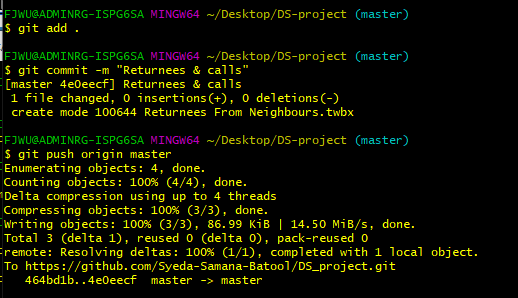 FJWU@ADMINRG-ISPG6SA MINGW64 ~/Desktop/DS-project (master)
$ git add .
FJWU@ADMINRG-ISPG6SA MINGW64 ~/Desktop/DS-project (master)
$ git commit -m "Returnees & calls"
[master 4e0eecf] Returnees & calls
1 file changed, 0 insertions(+), 0 deletions(-)
create mode 100644 Returnees From Neighbours.twbx
FJWU@ADMINRG-ISPG6SA MINGW64 ~/Desktop/DS-project (master)
$ git push origin master
Enumerating objects: 4, done.
Counting objects: 100% (4/4), done.
Delta compression using up to 4 threads
Compressing objects: 100% (3/3), done.
Writing objects: 100% (3/3), 86.99 KiB | 14.50 MiB/s, done.
Total 3 (delta 1), reused 0 (delta 0), pack-reused 0
remote: Resolving deltas: 100% (1/1), completed with 1 local object.
To https://github.com/Syeda-Samana-Batool/DS_project.git
464bd1b..4e0eecf  master -> master